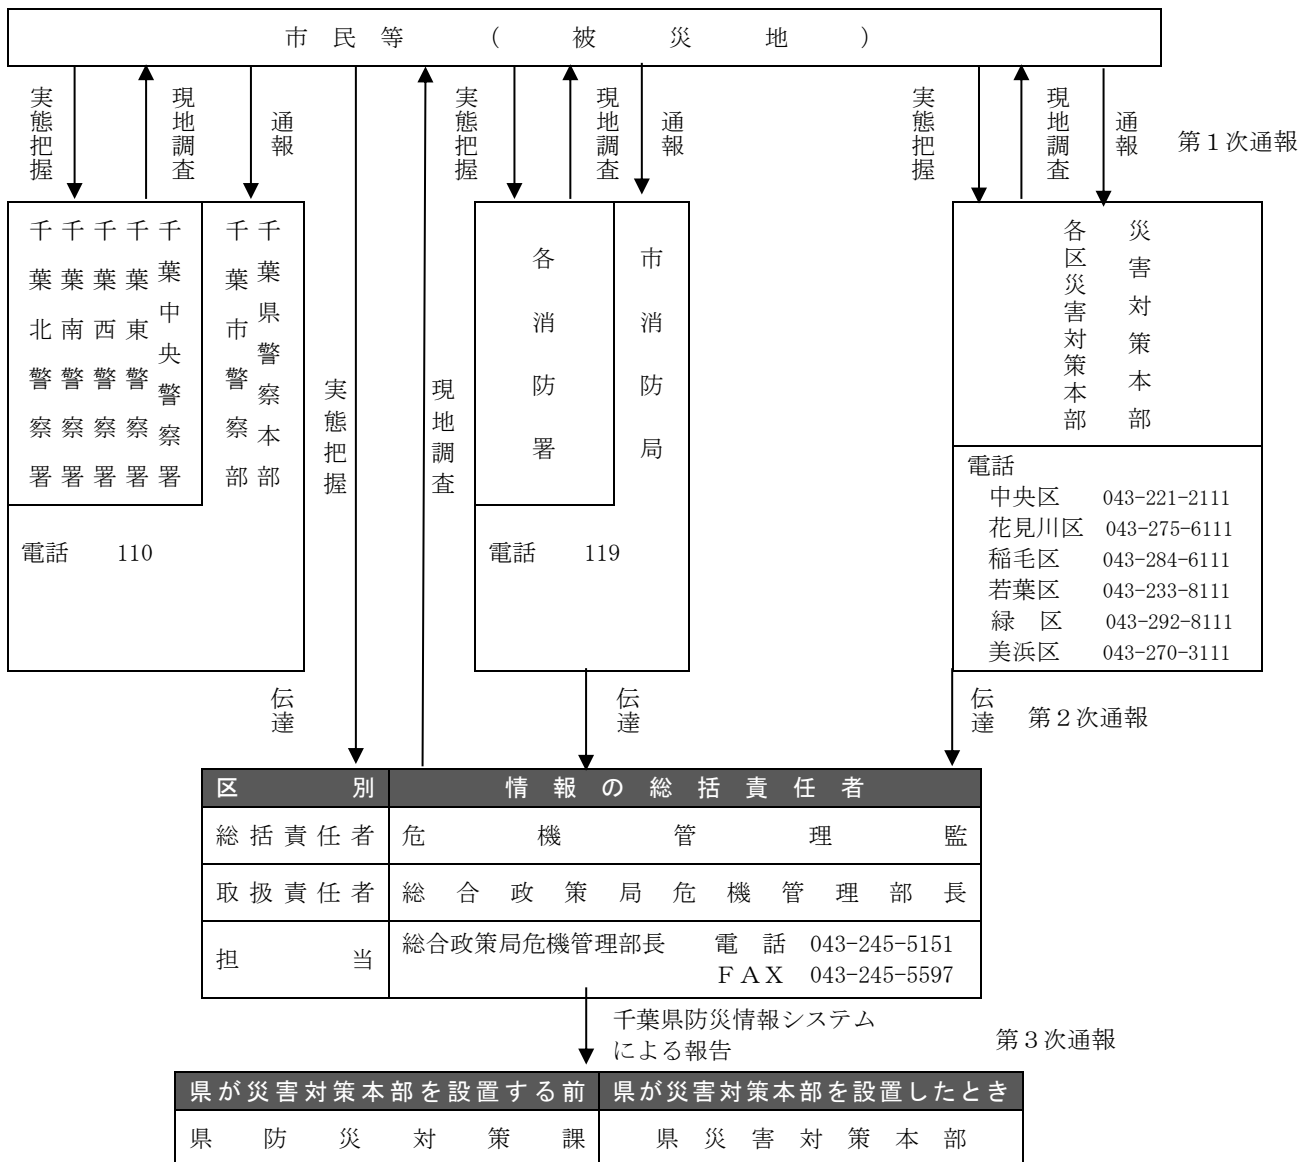 市民等（被災地）
実態把握
現地調査
通報
実態把握
現地調査
通報
実態把握
現地調査
通報
第１次通報
千葉中央警察署
千葉東警察署
千葉西警察署
千葉南警察署
千葉北警察署
千葉県警察本部
千葉市警察部
電話 110
実態把握
現地調査
各消防署
市消防局
電話 119
災害対策本部
各区災害対策本部
電話
中央区 043-221-2111
花見川区 043-275-6111
稲毛区 043-284-6111
若葉区 043-233-8111
緑 区 043-292-8111
美浜区 043-270-3111
伝達
伝達
伝達
第２次通報
区別 情報の総括責任者
総括責任者 危機管理監
取扱責任者 総合政策局危機管理部長
担当 総合政策局危機管理部長 電話 043-245-5151
ＦＡＸ 043-245-5597
千葉県防災情報システム
による報告
第３次通報
県が災害対策本部を設置する前 県が災害対策本部を設置したとき
県防災対策課 県災害対策本部